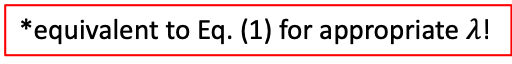 *equivalent to Eq. (1) for appropriate 𝜆!